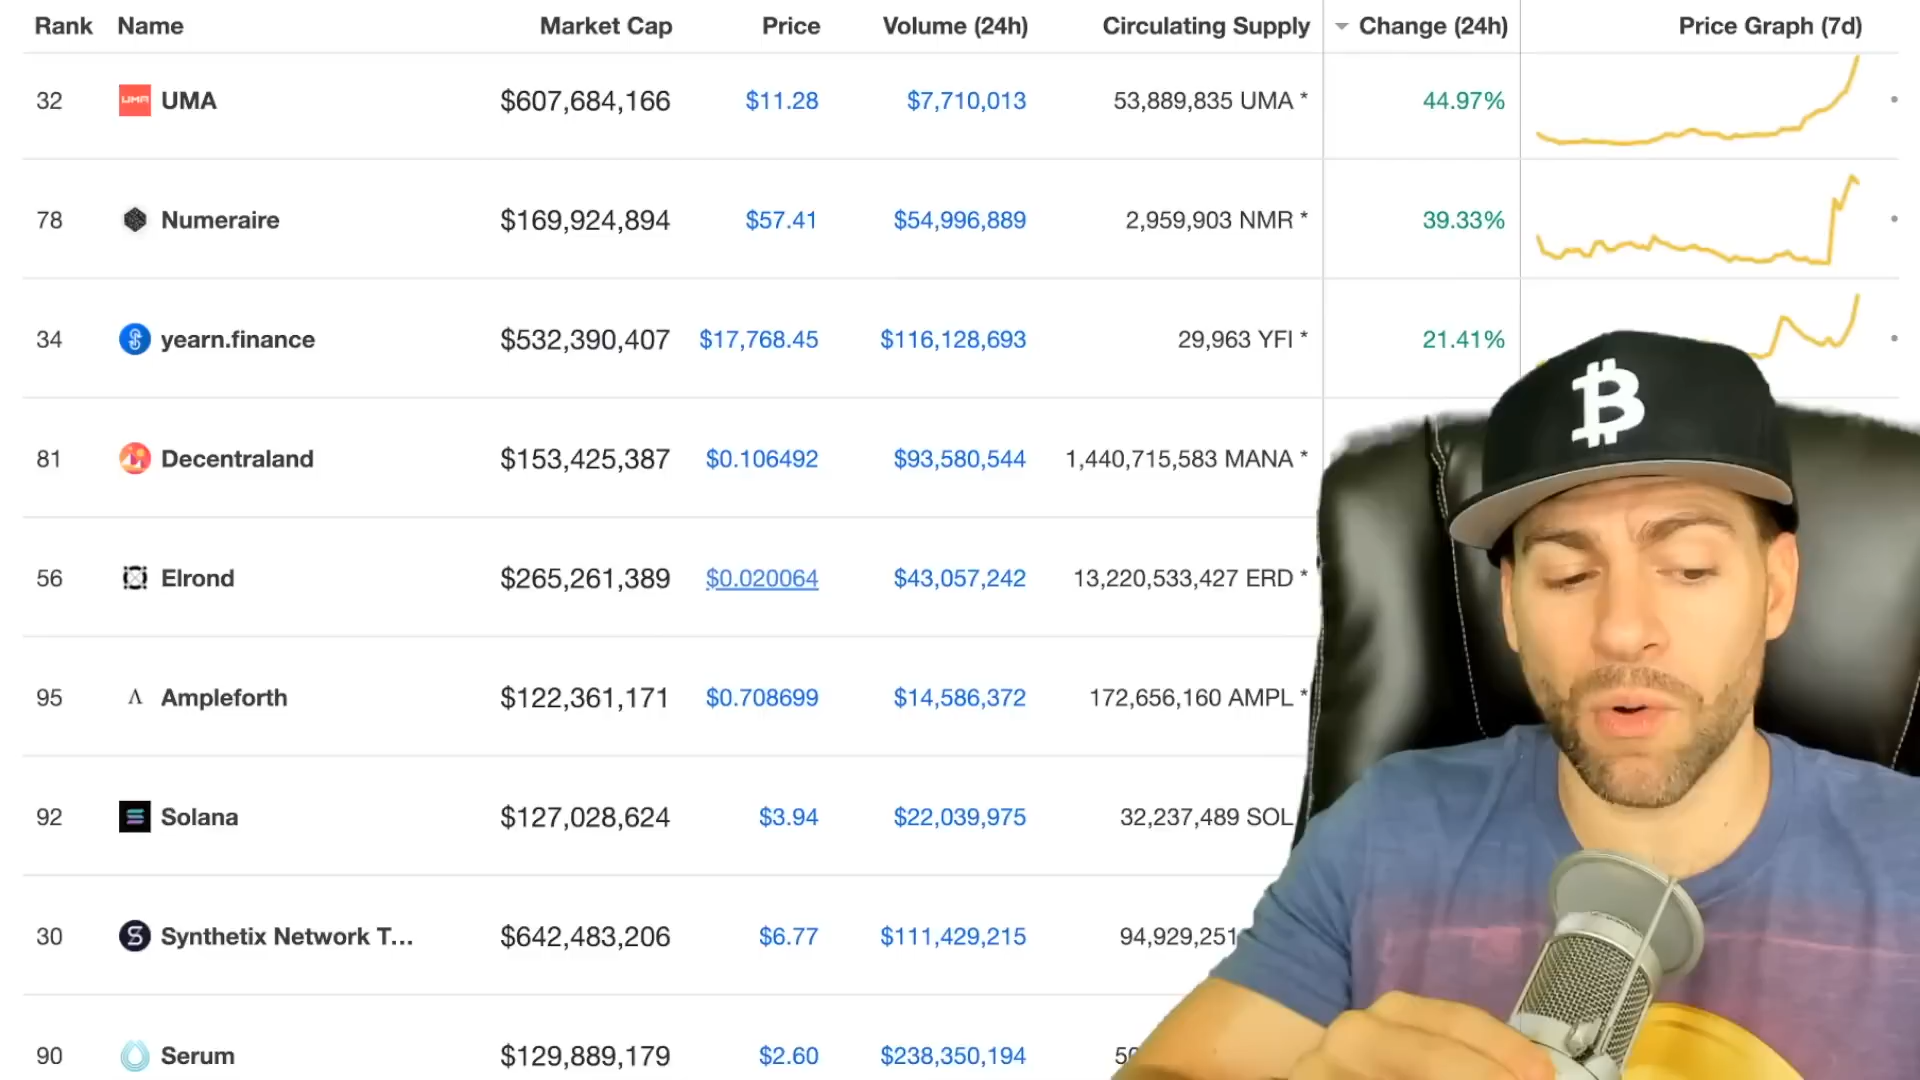 Rank Name Market Cap Price Volume (24h) Circulating Supply Change (24h) Price Graph (7d)
32 UMA UMA $607,684,166 $11.28 $7,710,013 53,889,835 UMA * 44.97%
78 Numeraire $169,924,894 $57.41 $54,996,889 2,959,903 NMR * 39.33%
34 yearn.finance $532,390,407 $17,768.45 $116,128,693 29,963 YFI * 21.41%
81 Decentraland $153,425,387 $0.106492 $93,580,544 1,440,715,583 MANA *
56 Elrond $265,261,389 $0.020064 $43,057,242 13,220,533,427 ERD *
95 Ampleforth $122,361,171 $0.708699 $14,586,372 172,656,160 AMPL *
92 Solana $127,028,624 $3.94 $22,039,975 32,237,489 SOL
30 Synthetix Network T... $642,483,206 $6.77 $111,429,215 94,929,251
90 Serum $129,889,179 $2.60 $238,350,194